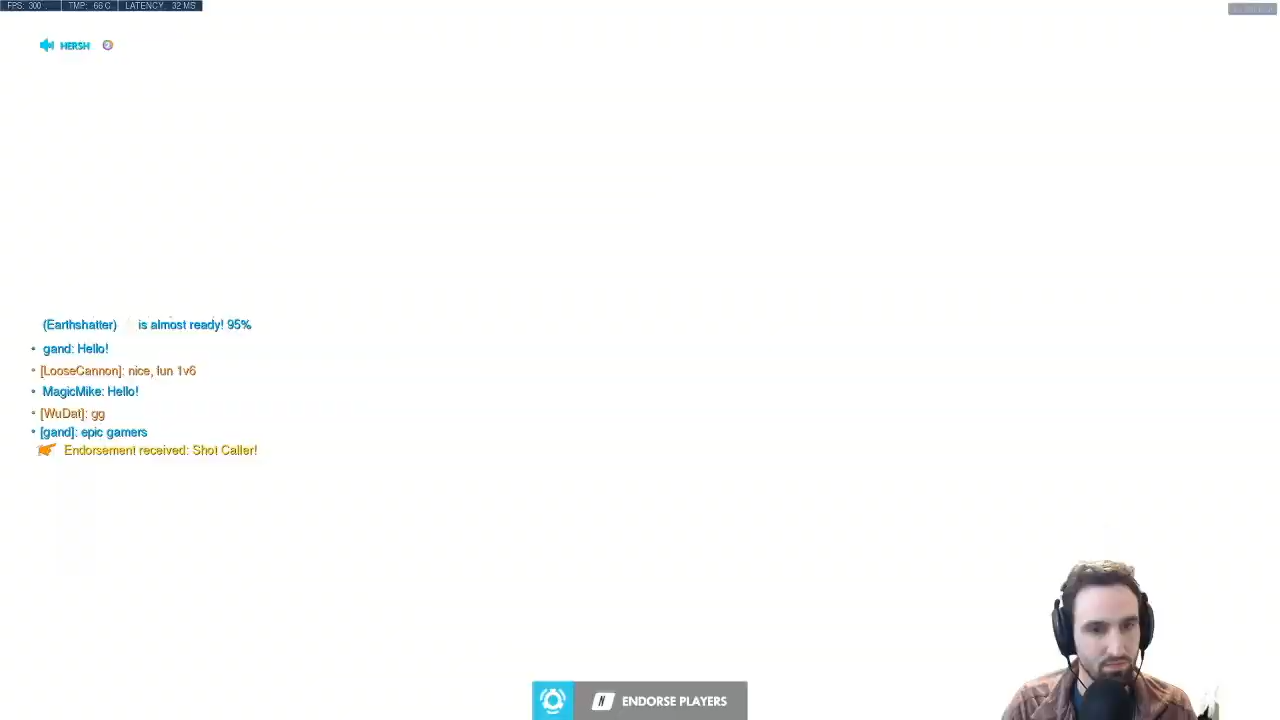 FPS: 300 TMP: 66 C LATENCY: 32 MS
HERSH 2
(Earthshatter) is almost ready! 95%
• gand: Hello!
• [LooseCannon]: nice, fun 1v6
• MagicMike: Hello!
• [WuDat]: gg
• [gand]: epic gamers
Endorsement received: Shot Caller!
N ENDORSE PLAYERS